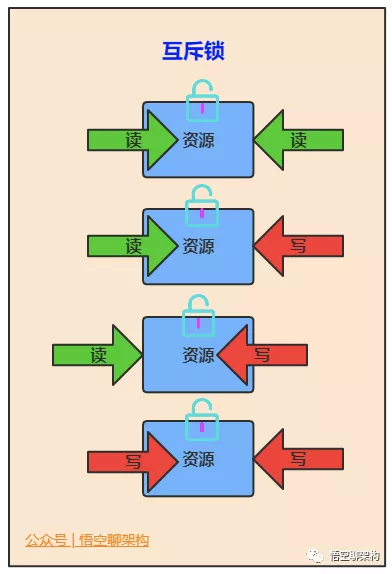 互斥锁
读 资源 读
读 资源 写
读 资源 写
写 资源 写
公众号 | 悟空聊架构
悟空聊架构